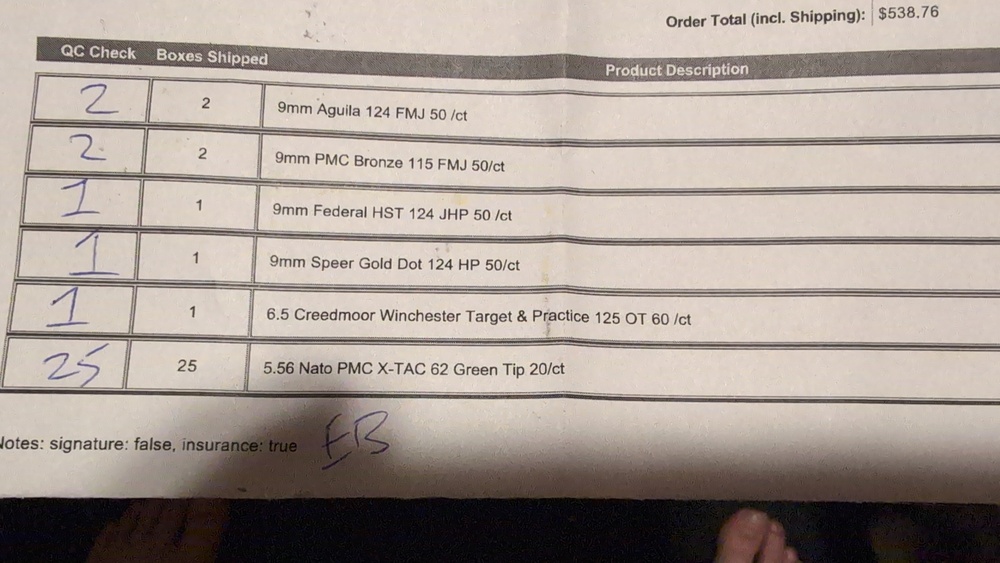 Order Total (incl. Shipping): $538.76
QC Check Boxes Shipped Product Description
2 2 9mm Aguila 124 FMJ 50 /ct
2 2 9mm PMC Bronze 115 FMJ 50/ct
1 1 9mm Federal HST 124 JHP 50 /ct
1 1 9mm Speer Gold Dot 124 HP 50/ct
1 1 6.5 Creedmoor Winchester Target & Practice 125 OT 60 /ct
25 25 5.56 Nato PMC X-TAC 62 Green Tip 20/ct
Notes: signature: false, insurance: true EB